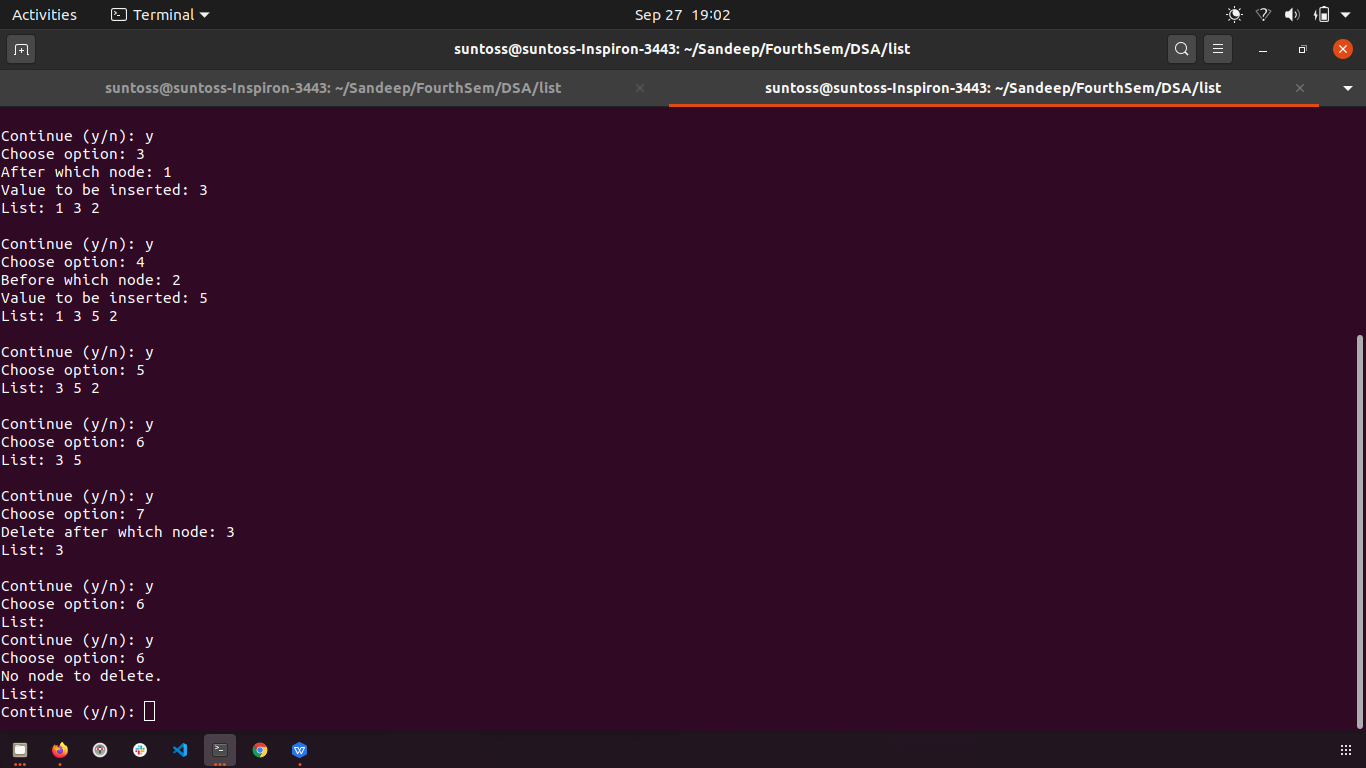 Activities Terminal Sep 27 19:02
suntoss@suntoss-Inspiron-3443: ~/Sandeep/FourthSem/DSA/list
suntoss@suntoss-Inspiron-3443: ~/Sandeep/FourthSem/DSA/list suntoss@suntoss-Inspiron-3443: ~/Sandeep/FourthSem/DSA/list
Continue (y/n): y
Choose option: 3
After which node: 1
Value to be inserted: 3
List: 1 3 2
Continue (y/n): y
Choose option: 4
Before which node: 2
Value to be inserted: 5
List: 1 3 5 2
Continue (y/n): y
Choose option: 5
List: 3 5 2
Continue (y/n): y
Choose option: 6
List: 3 5
Continue (y/n): y
Choose option: 7
Delete after which node: 3
List: 3
Continue (y/n): y
Choose option: 6
List:
Continue (y/n): y
Choose option: 6
No node to delete.
List:
Continue (y/n):